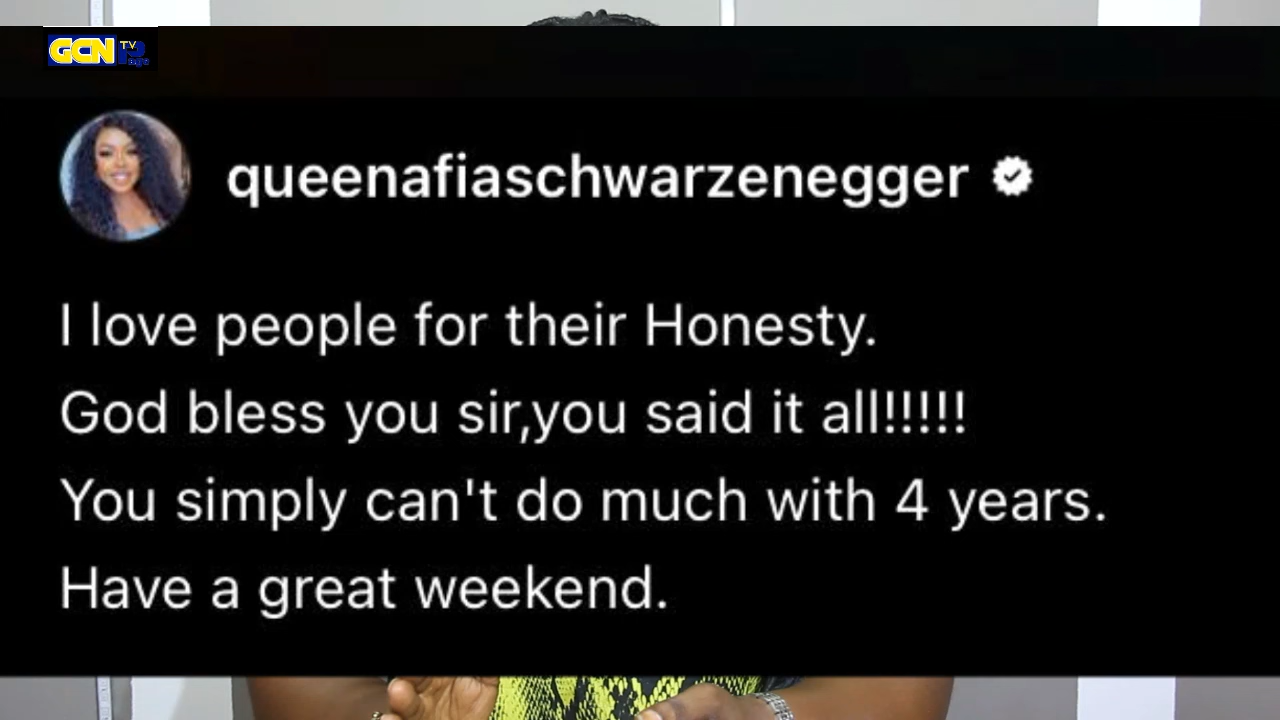 GCN TV
queenafiaschwarzenegger
I love people for their Honesty.
God bless you sir,you said it all!!!!!
You simply can't do much with 4 years.
Have a great weekend.